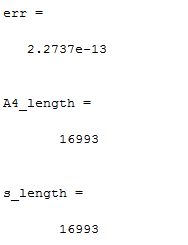 err =
2.2737e-13
A4_length =
16993
s_length =
16993